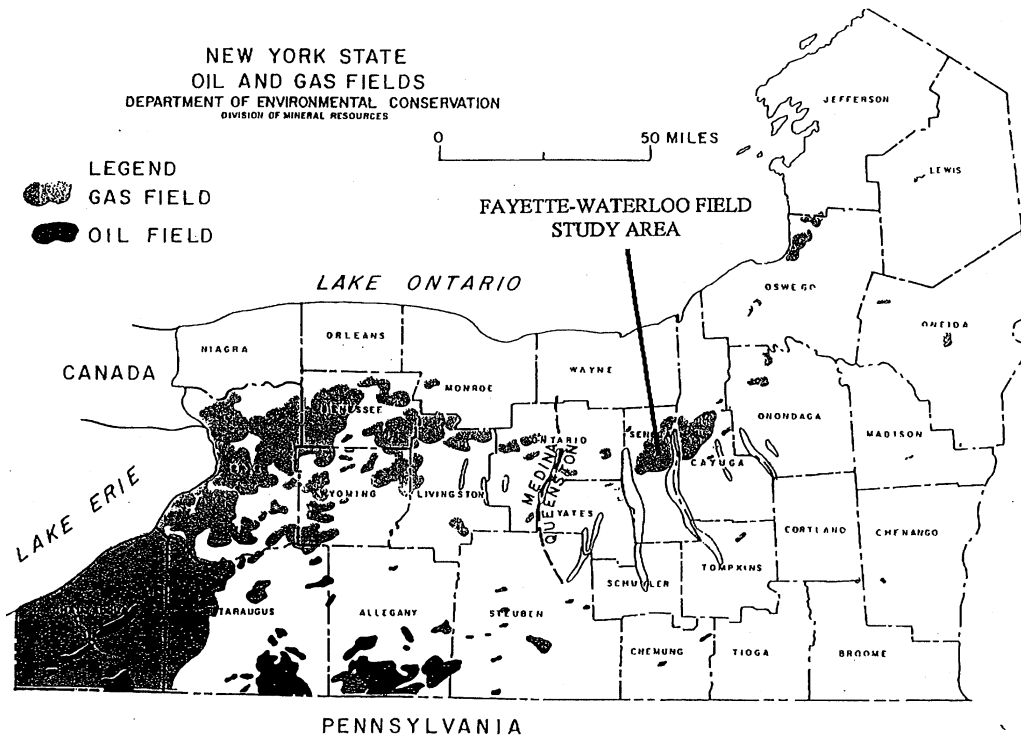 NEW YORK STATE
OIL AND GAS FIELDS
DEPARTMENT OF ENVIRONMENTAL CONSERVATION
DIVISION OF MINERAL RESOURCES
0
50 MILES
LEGEND
GAS FIELD
OIL FIELD
FAYETTE-WATERLOO FIELD
STUDY AREA
JEFFERSON
LEWIS
LAKE ONTARIO
OSWEGO
ONEIDA
CANADA
NIAGRA
ORLEANS
MONROE
WAYNE
GENESSEE
ONTARIO
SENECA
CAYUGA
ONONDAGA
MADISON
MEDINA
QUEENSTON
WYOMING
LIVINGSTON
YATES
LAKE ERIE
CORTLAND
CHENANGO
TOMPKINS
SCHUYLER
TARAUGUS
ALLEGANY
STEUBEN
CHEMUNG
TIOGA
BROOME
PENNSYLVANIA